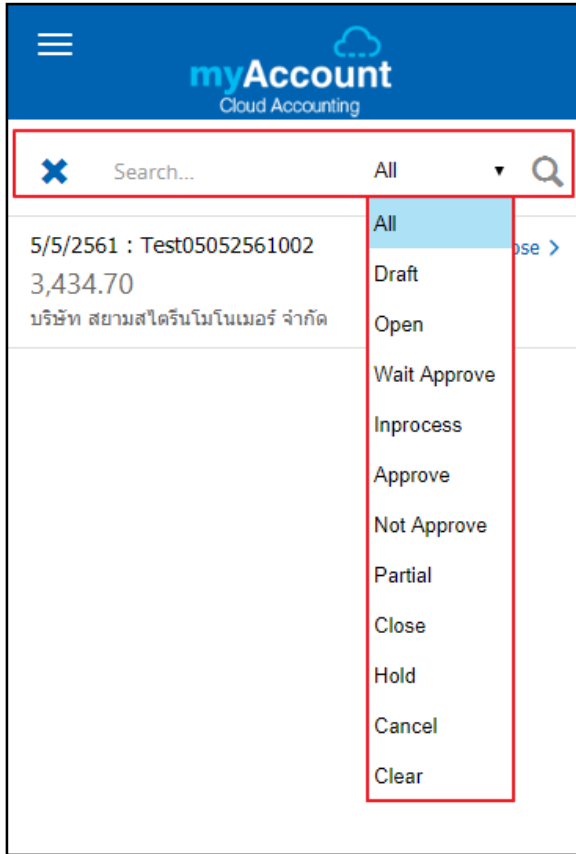 myAccount
Cloud Accounting
Search...
All
5/5/2561 : Test05052561002
3,434.70
บริษัท สยามสไตรีนโมโนเมอร์ จำกัด
All
Draft
Open
Wait Approve
Inprocess
Approve
Not Approve
Partial
Close
Hold
Cancel
Clear